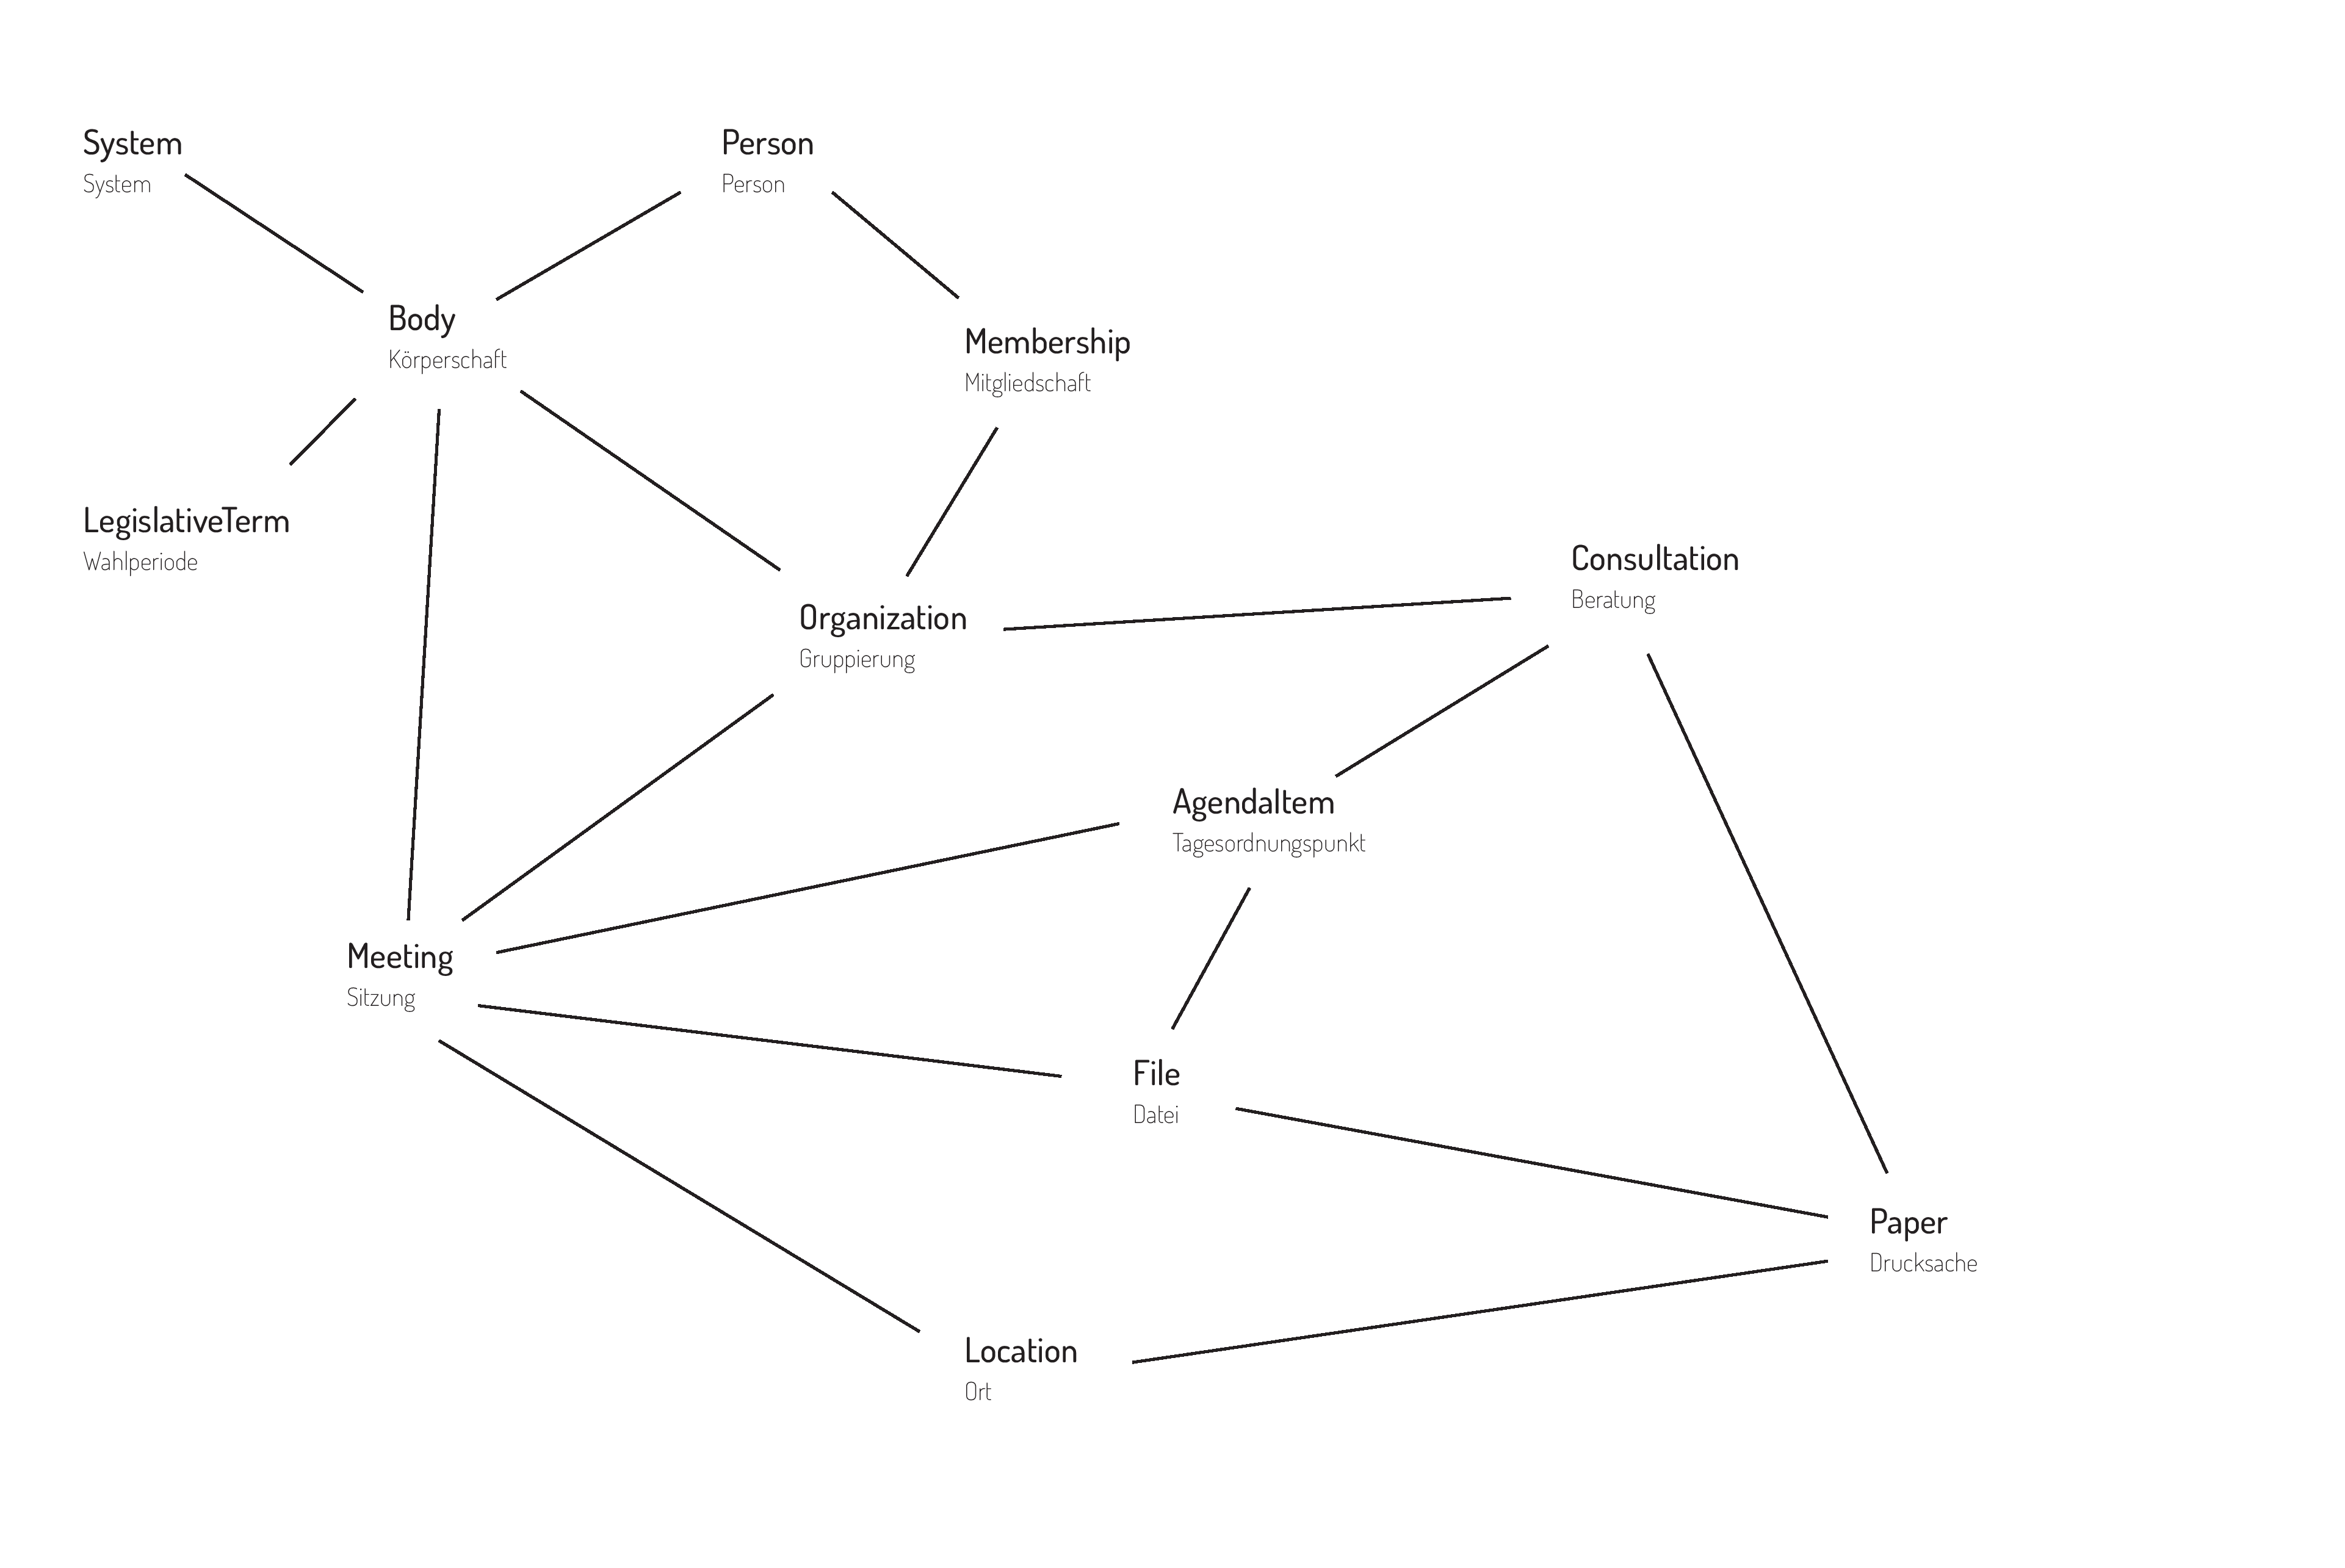 System
System
Person
Person
Body
Körperschaft
Membership
Mitgliedschaft
LegislativeTerm
Wahlperiode
Organization
Gruppierung
Consultation
Beratung
AgendaItem
Tagesordnungspunkt
Meeting
Sitzung
File
Datei
Paper
Drucksache
Location
Ort